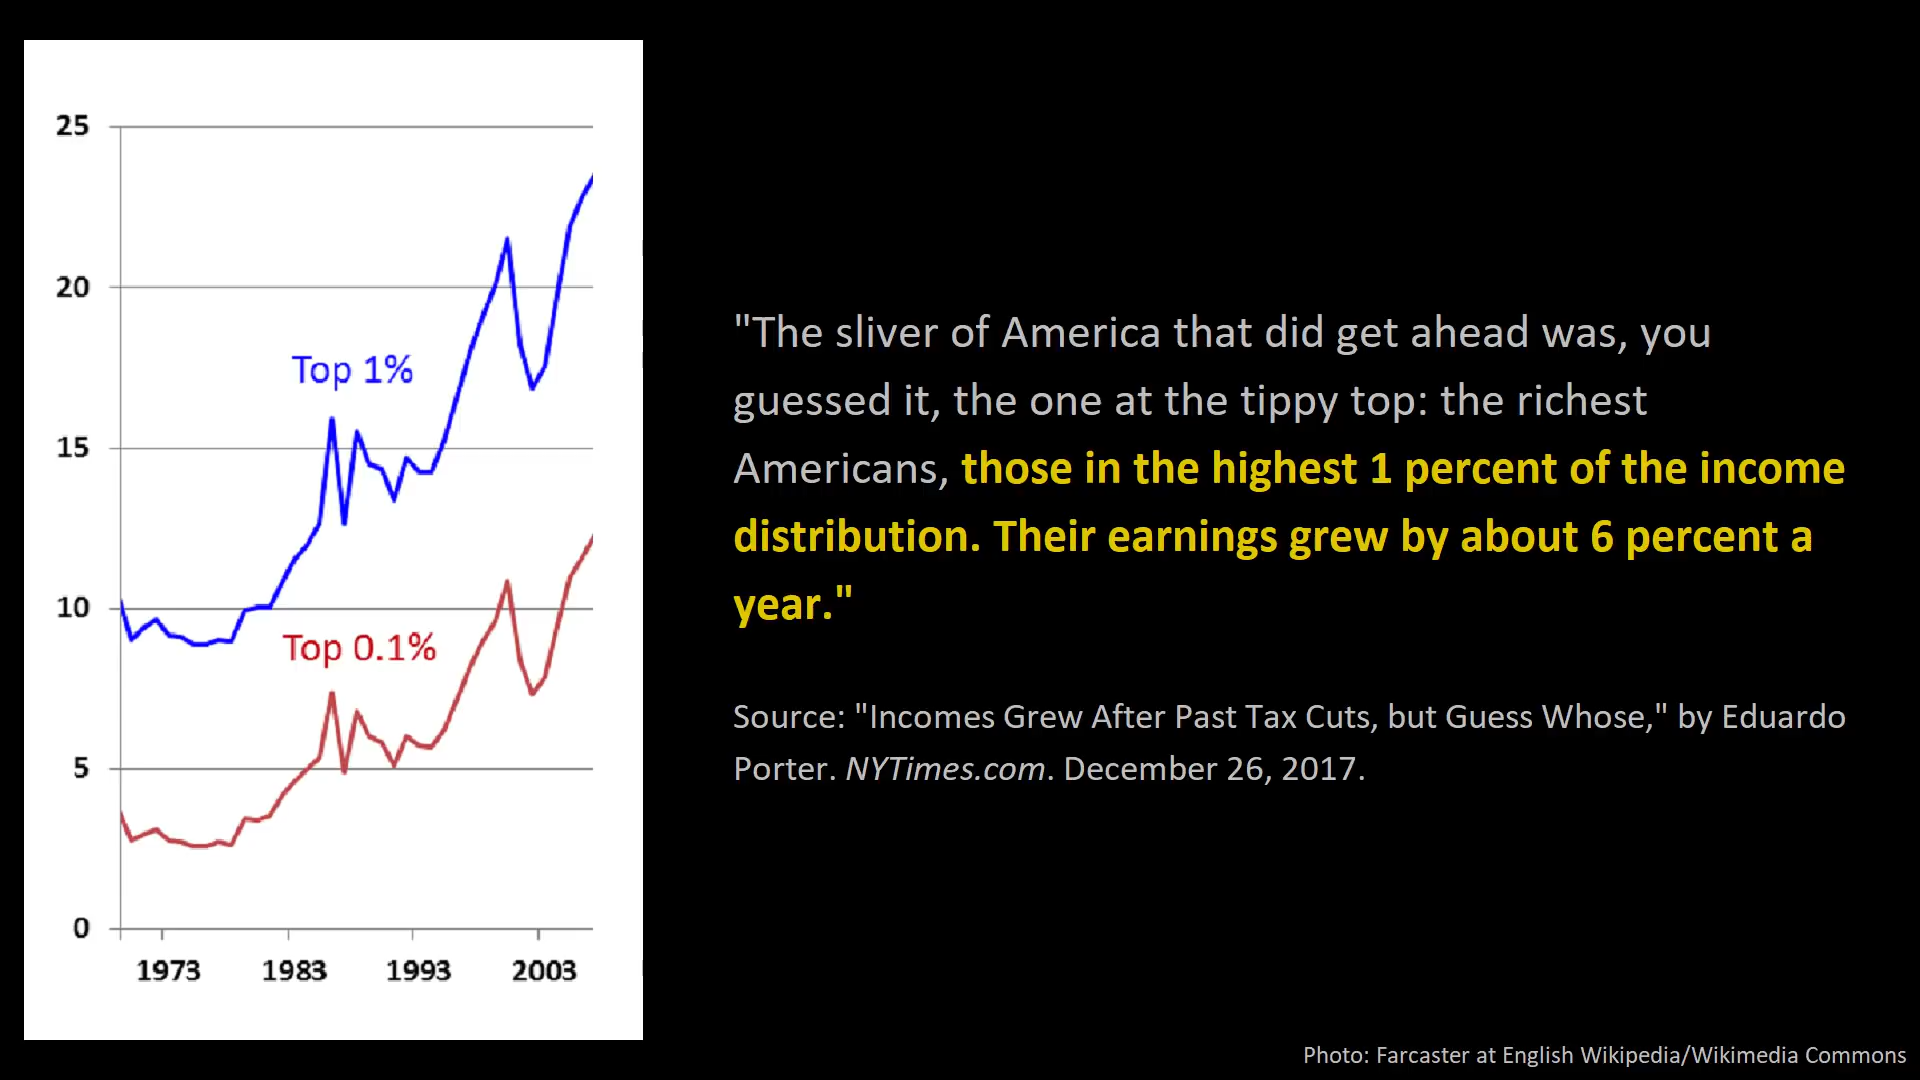 25
20
15
10
5
0
1973 1983 1993 2003
Top 1%
Top 0.1%
"The sliver of America that did get ahead was, you
guessed it, the one at the tippy top: the richest
Americans, those in the highest 1 percent of the income
distribution. Their earnings grew by about 6 percent a
year."
Source: "Incomes Grew After Past Tax Cuts, but Guess Whose," by Eduardo
Porter. NYTimes.com. December 26, 2017.
Photo: Farcaster at English Wikipedia/Wikimedia Commons